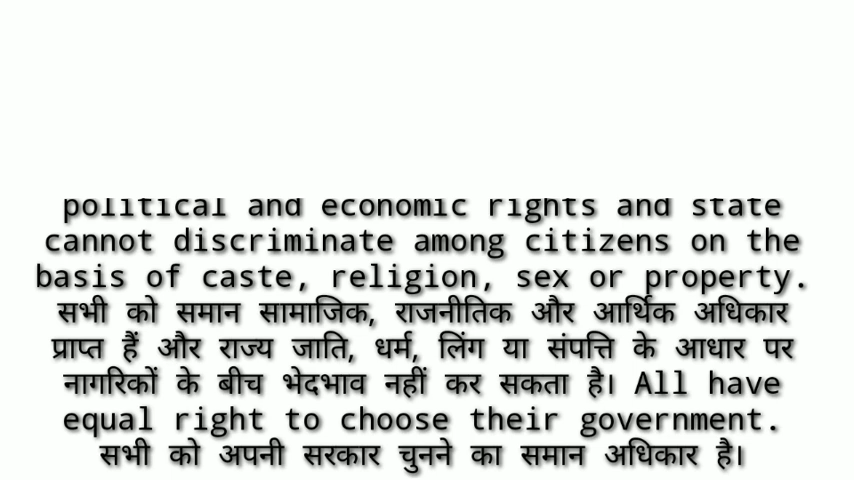 political and economic rights and state
cannot discriminate among citizens on the
basis of caste, religion, sex or property.
सभी को समान सामाजिक, राजनीतिक और आर्थिक अधिकार
प्राप्त हैं और राज्य जाति, धर्म, लिंग या संपत्ति के आधार पर
नागरिकों के बीच भेदभाव नहीं कर सकता है। All have
equal right to choose their government.
सभी को अपनी सरकार चुनने का समान अधिकार है।